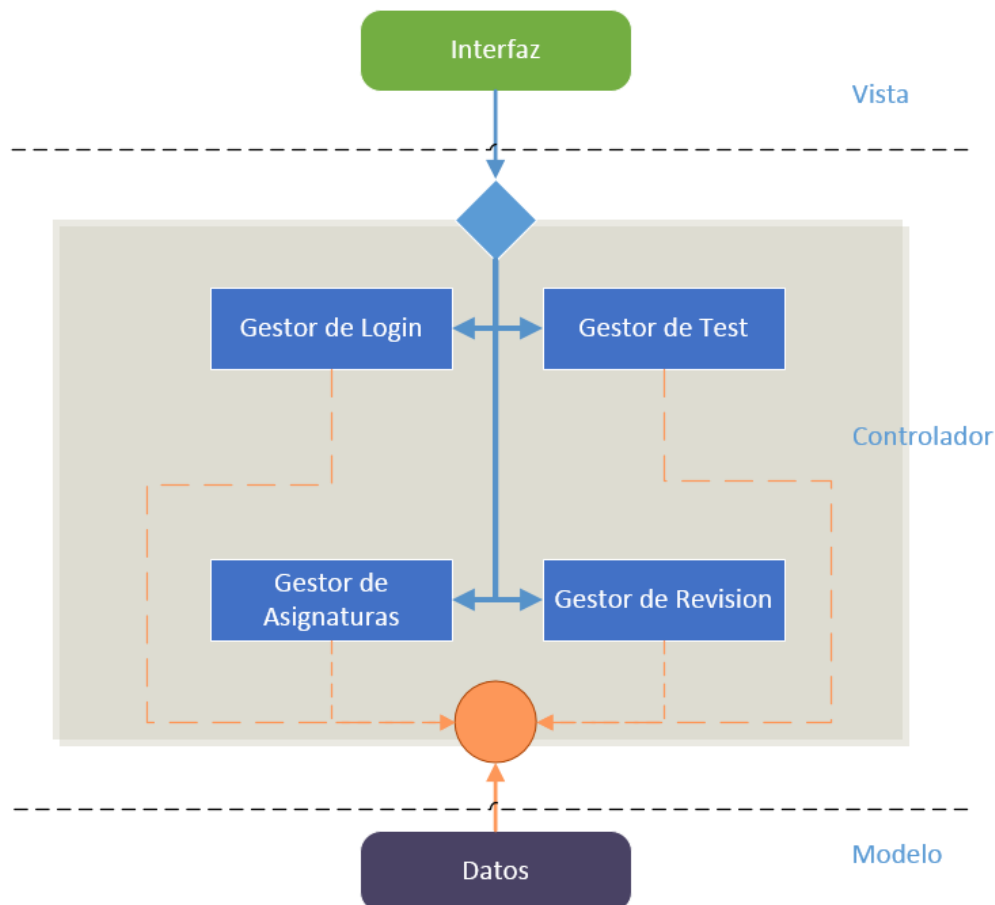 Interfaz
Vista
Gestor de Login
Gestor de Test
Controlador
Gestor de
Asignaturas
Gestor de Revision
Modelo
Datos